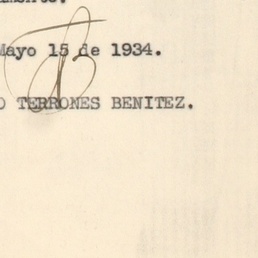 Mayo 15 de 1934.
O TERRONES BENITEZ.